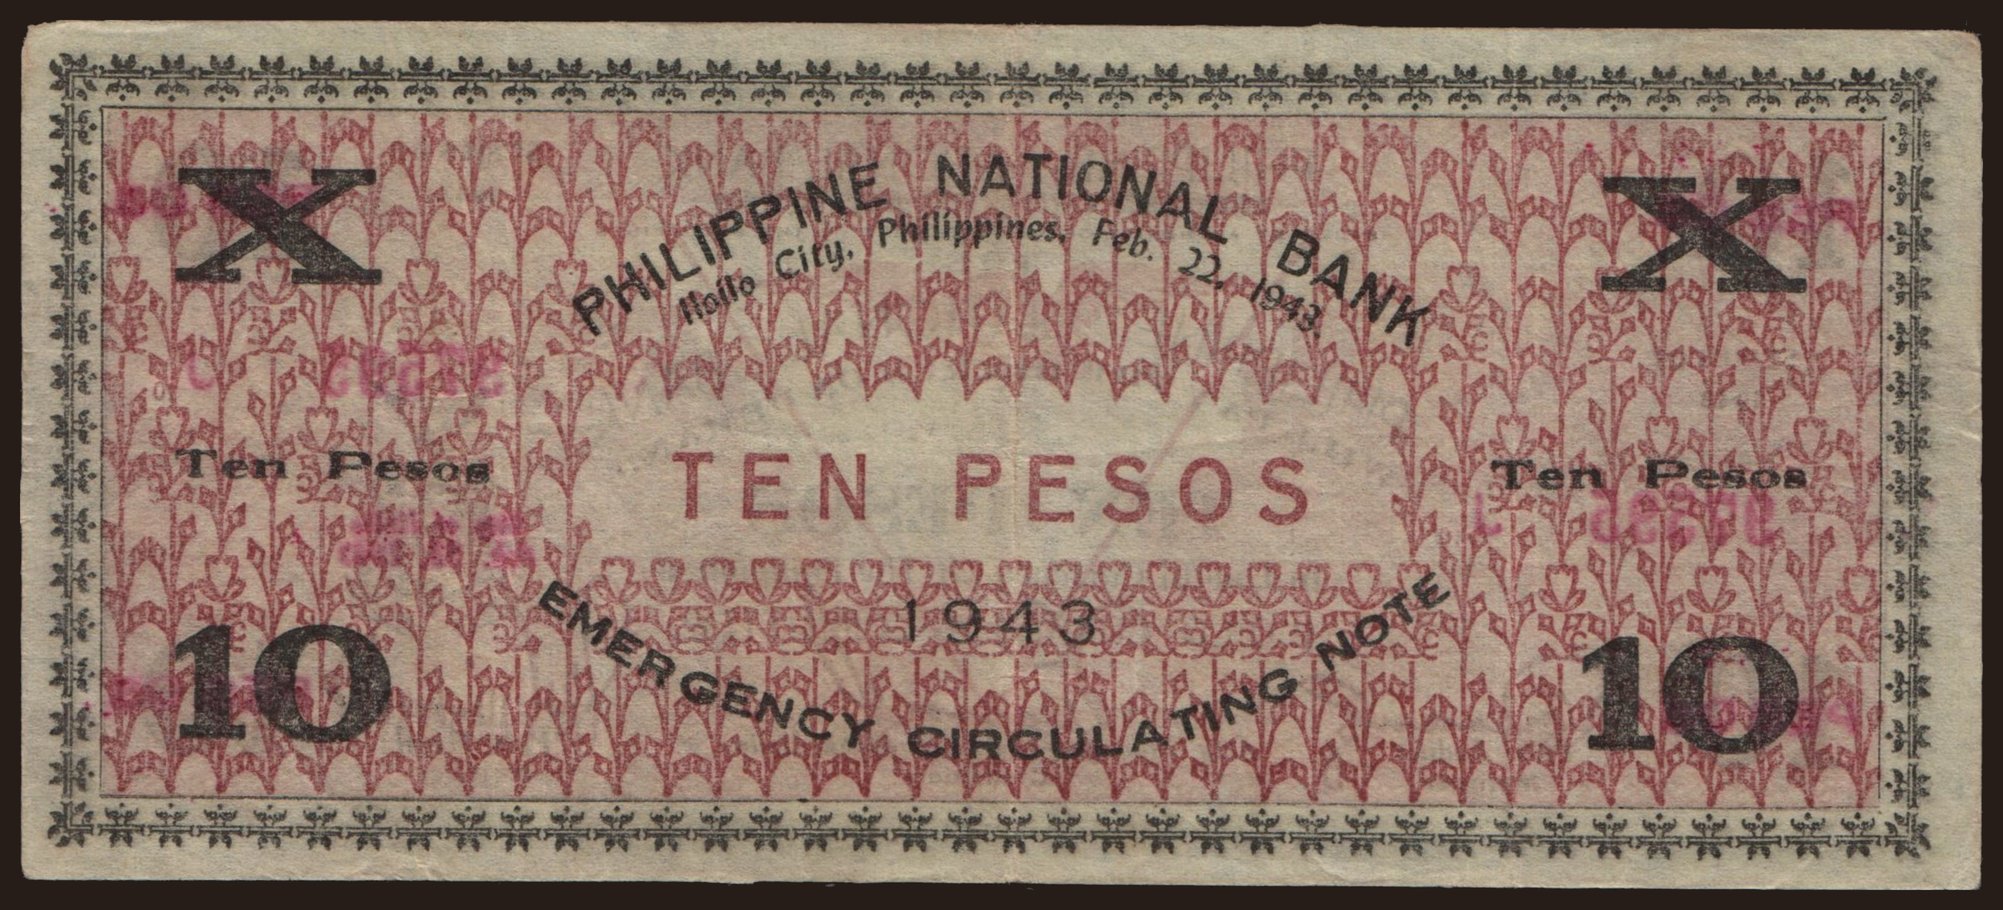 X
X
PHILIPPINE NATIONAL BANK
Iloilo City, Philippines, Feb. 22, 1943.
Ten Pesos
TEN PESOS
Ten Pesos
1943
10
10
EMERGENCY CIRCULATING NOTE